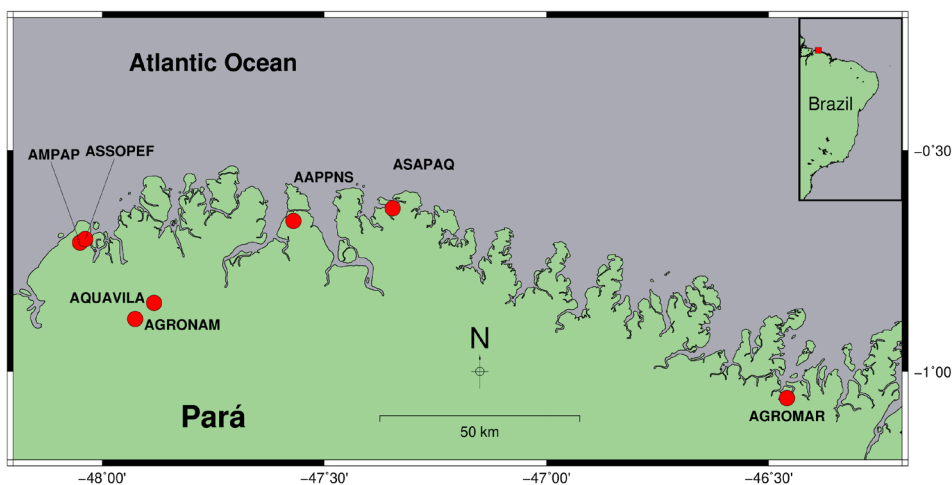 Atlantic Ocean
Brazil
AMPAP
ASSOPEF
AAPPNS
ASAPAQ
−0˚30'
AQUAVILA
AGRONAM
N
−1˚00'
Pará
50 km
AGROMAR
−48˚00'
−47˚30'
−47˚00'
−46˚30'